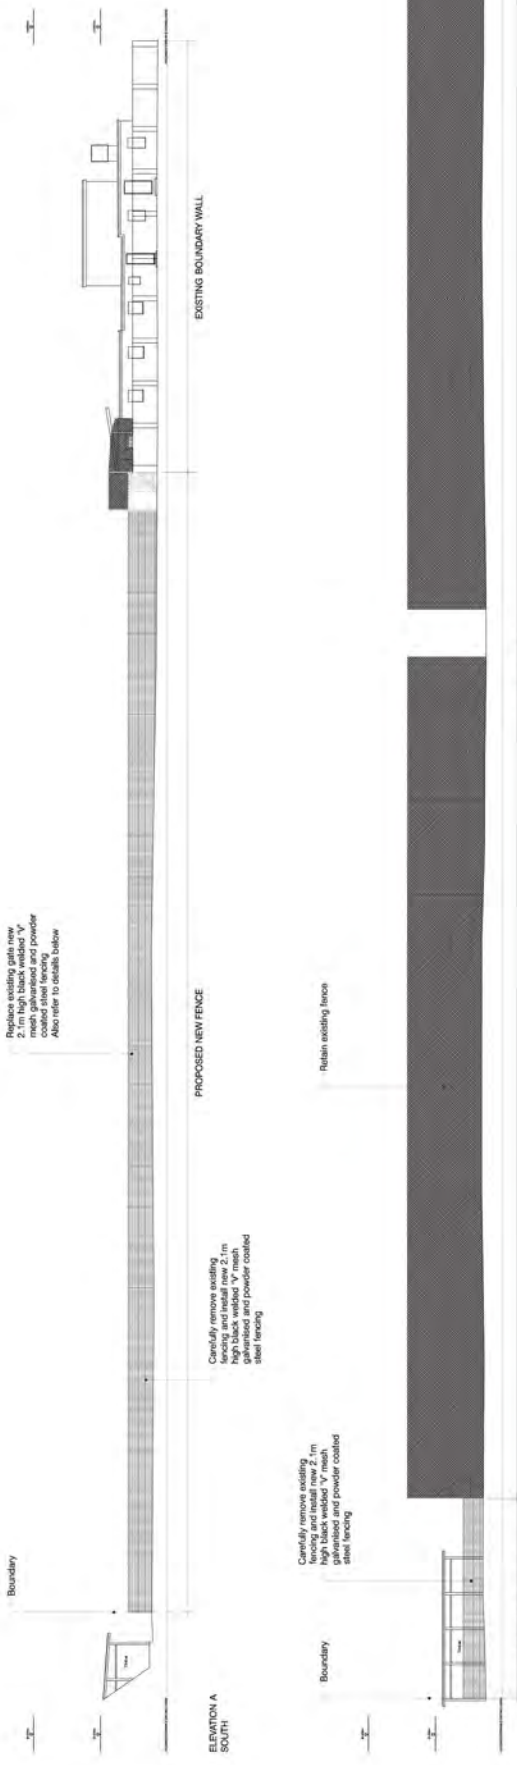 Boundary
Replace existing gate new
2.1m high black welded "V"
mesh galvanised and powder
coated steel fencing
Also refer to details below
Carefully remove existing
fencing and install new 2.1m
high black welded "V" mesh
galvanised and powder coated
steel fencing
PROPOSED NEW FENCE
EXISTING BOUNDARY WALL
ELEVATION A
SOUTH
Boundary
Carefully remove existing
fencing and install new 2.1m
high black welded "V" mesh
galvanised and powder coated
steel fencing
Retain existing fence